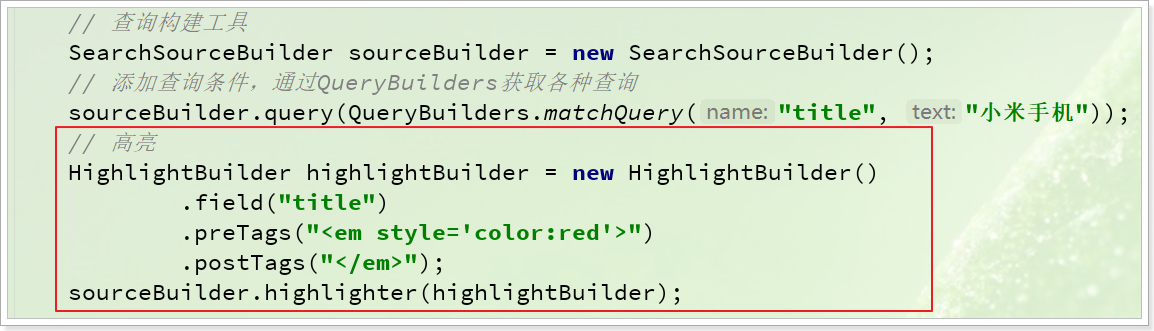 // 查询构建工具
SearchSourceBuilder sourceBuilder = new SearchSourceBuilder();
// 添加查询条件，通过QueryBuilders获取各种查询
sourceBuilder.query(QueryBuilders.matchQuery( name: "title", text: "小米手机"));
// 高亮
HighlightBuilder highlightBuilder = new HighlightBuilder()
        .field("title")
        .preTags("<em style='color:red'>")
        .postTags("</em>");
sourceBuilder.highlighter(highlightBuilder);